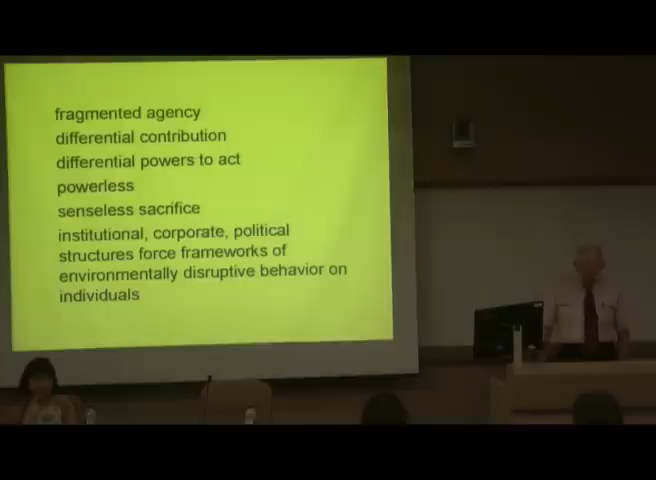 fragmented agency
differential contribution
differential powers to act
powerless
senseless sacrifice
institutional, corporate, political
structures force frameworks of
environmentally disruptive behavior on
individuals